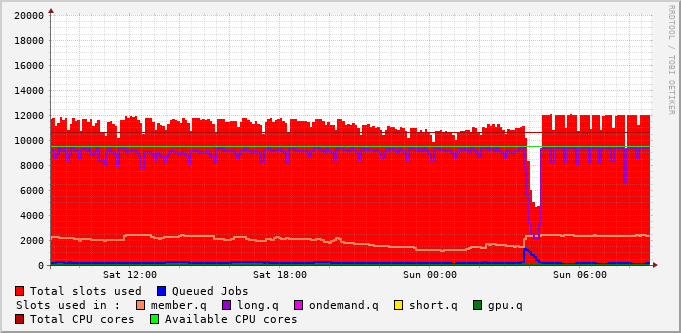 RRDTOOL / TOBI OETIKER
20000
18000
16000
14000
12000
10000
8000
6000
4000
2000
0
Sat 12:00 Sat 18:00 Sun 00:00 Sun 06:00
Total slots used Queued Jobs
Slots used in : member.q long.q ondemand.q short.q gpu.q
Total CPU cores Available CPU cores